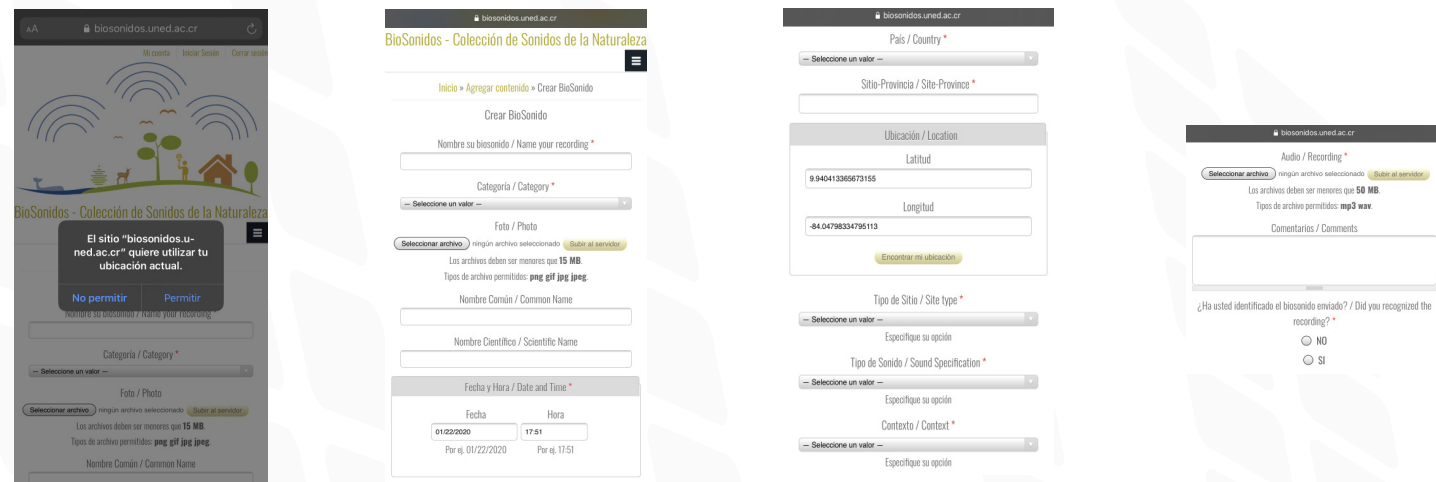 AA
biosonidos.uned.ac.cr
Mi cuenta
Iniciar Sesión
Cerrar sesión
BioSonidos - Colección de Sonidos de la Naturaleza
El sitio "biosonidos.u-
ned.ac.cr" quiere utilizar tu
ubicación actual.
No permitir
Permitir
Nombre su biosonido / Name your recording *
Categoría / Category *
– Seleccione un valor –
Foto / Photo
Seleccionar archivo
ningún archivo seleccionado
Subir al servidor
Los archivos deben ser menores que 15 MB.
Tipos de archivo permitidos: png gif jpg jpeg.
Nombre Común / Common Name
biosonidos.uned.ac.cr
BioSonidos - Colección de Sonidos de la Naturaleza
Inicio » Agregar contenido » Crear BioSonido
Crear BioSonido
Nombre su biosonido / Name your recording *
Categoría / Category *
– Seleccione un valor –
Foto / Photo
Seleccionar archivo
ningún archivo seleccionado
Subir al servidor
Los archivos deben ser menores que 15 MB.
Tipos de archivo permitidos: png gif jpg jpeg.
Nombre Común / Common Name
Nombre Científico / Scientific Name
Fecha y Hora / Date and Time *
Fecha
Hora
01/22/2020
17:51
Por ej. 01/22/2020
Por ej. 17:51
biosonidos.uned.ac.cr
País / Country *
– Seleccione un valor –
Sitio-Provincia / Site-Province *
Ubicación / Location
Latitud
9.940413365673155
Longitud
-84.04798334795113
Encontrar mi ubicación
Tipo de Sitio / Site type *
– Seleccione un valor –
Especifique su opción
Tipo de Sonido / Sound Specification *
– Seleccione un valor –
Especifique su opción
Contexto / Context *
– Seleccione un valor –
Especifique su opción
biosonidos.uned.ac.cr
Audio / Recording *
Seleccionar archivo
ningún archivo seleccionado
Subir al servidor
Los archivos deben ser menores que 50 MB.
Tipos de archivo permitidos: mp3 wav.
Comentarios / Comments
¿Ha usted identificado el biosonido enviado? / Did you recognized the
recording? *
NO
SI